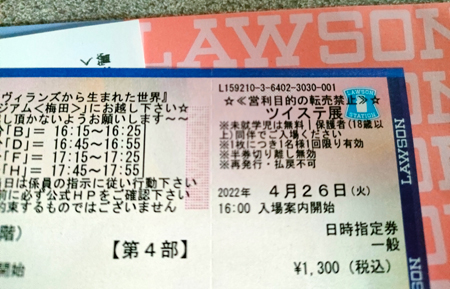 LAWSON
ヴィランズから生まれた世界』
ジアム<梅田>』にお越し下さい☆
し頂かないようお願いします～～
【B】= 16:15～16:25
【D】= 16:45～16:55
【F】= 17:15～17:25
【H】= 17:45～17:55
日は係員の指示に従い行動下さい
前に必ず公式HPをご確認下さい
約束するものではございません
階)
【第4部】
開始
L159210-3-6402-3030-001
☆≪営利目的の転売禁止≫☆
ツイステ展
※未就学児は無料・保護者(18歳以
上)同伴でご入場ください
※1枚につき1名様1回限り有効
※半券切り離し無効
※再発行・払戻不可
2022年 4月26日(火)
16:00 入場案内開始
日時指定券
一般
¥1,300(税込)
LAWSON
STATION
LAWSON